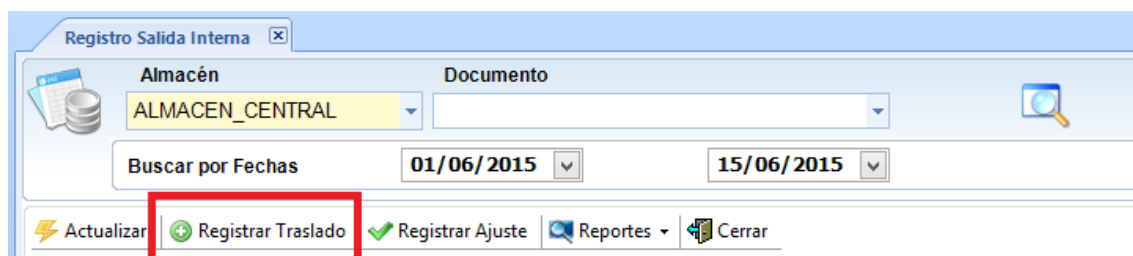 Registro Salida Interna
Almacén Documento
ALMACEN_CENTRAL
Buscar por Fechas 01/06/2015 15/06/2015
Actualizar Registrar Traslado Registrar Ajuste Reportes Cerrar